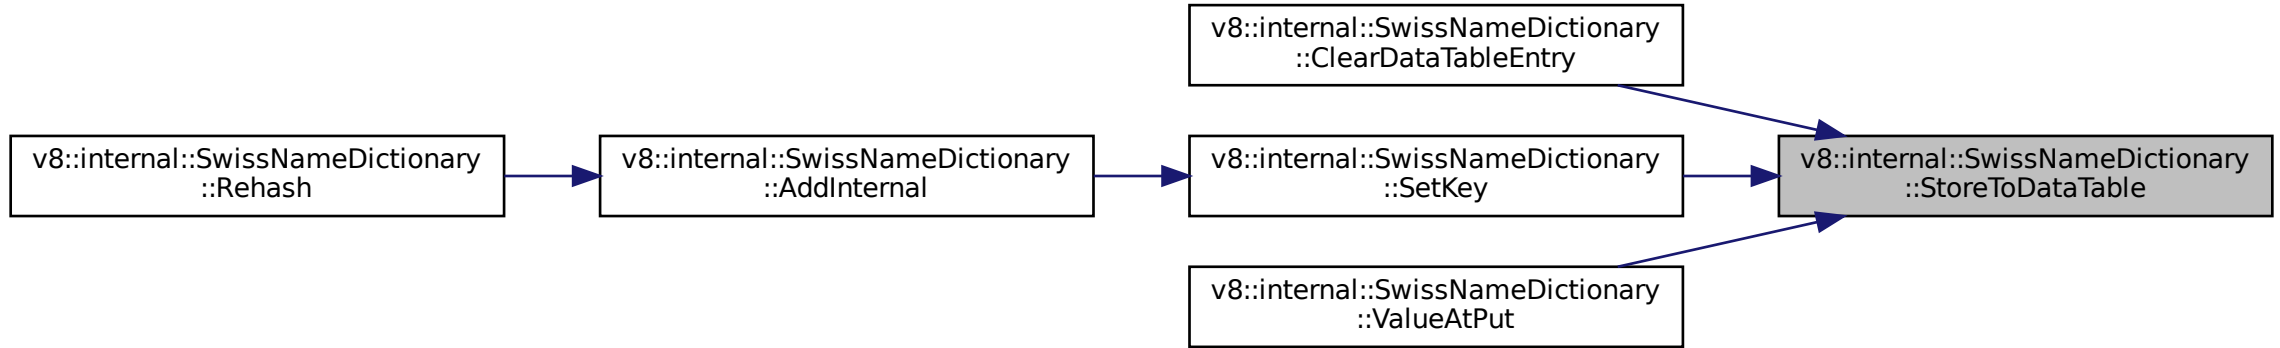 v8::internal::SwissNameDictionary
::ClearDataTableEntry
v8::internal::SwissNameDictionary
::Rehash
v8::internal::SwissNameDictionary
::AddInternal
v8::internal::SwissNameDictionary
::SetKey
v8::internal::SwissNameDictionary
::StoreToDataTable
v8::internal::SwissNameDictionary
::ValueAtPut